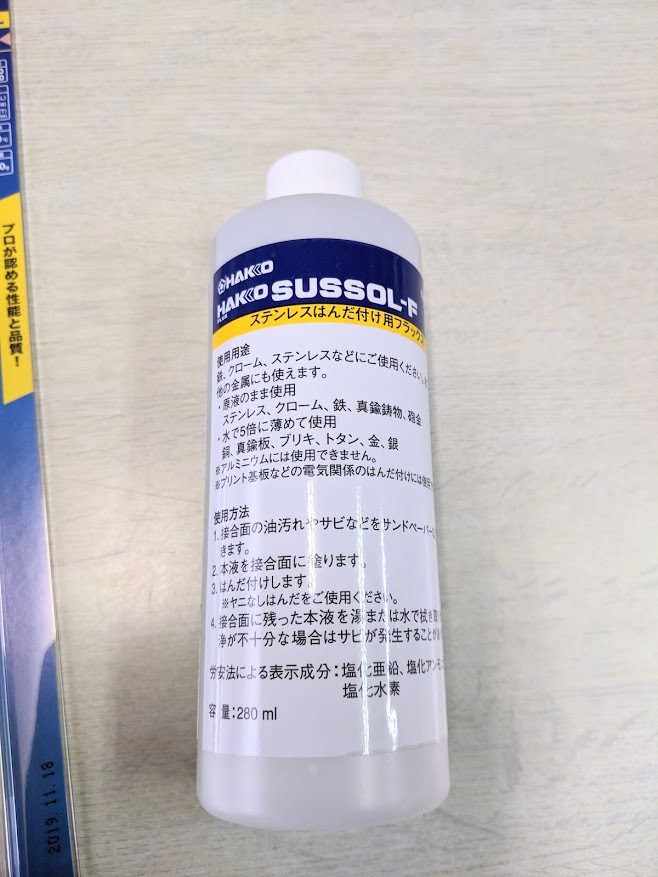 プロが認める性能と品質！
2019.11.18
HAKKO
HAKKO SUSSOL-F
ステンレスはんだ付け用フラックス
使用用途
鉄、クローム、ステンレスなどにご使用ください。
他の金属にも使えます。
・原液のまま使用
ステンレス、クローム、鉄、真鍮鋳物、砲金
・水で5倍に薄めて使用
銅、真鍮板、ブリキ、トタン、金、銀
※アルミニウムには使用できません。
※プリント基板などの電気関係のはんだ付けには使用
使用方法
1. 接合面の油汚れやサビなどをサンドペーパー
きます。
2. 本液を接合面に塗ります。
3. はんだ付けします。
※ヤニなしはんだをご使用ください。
4. 接合面に残った本液を湯または水で拭き
浄が不十分な場合はサビが発生することが
労安法による表示成分：塩化亜鉛、塩化アンモ
塩化水素
容量：280 ml